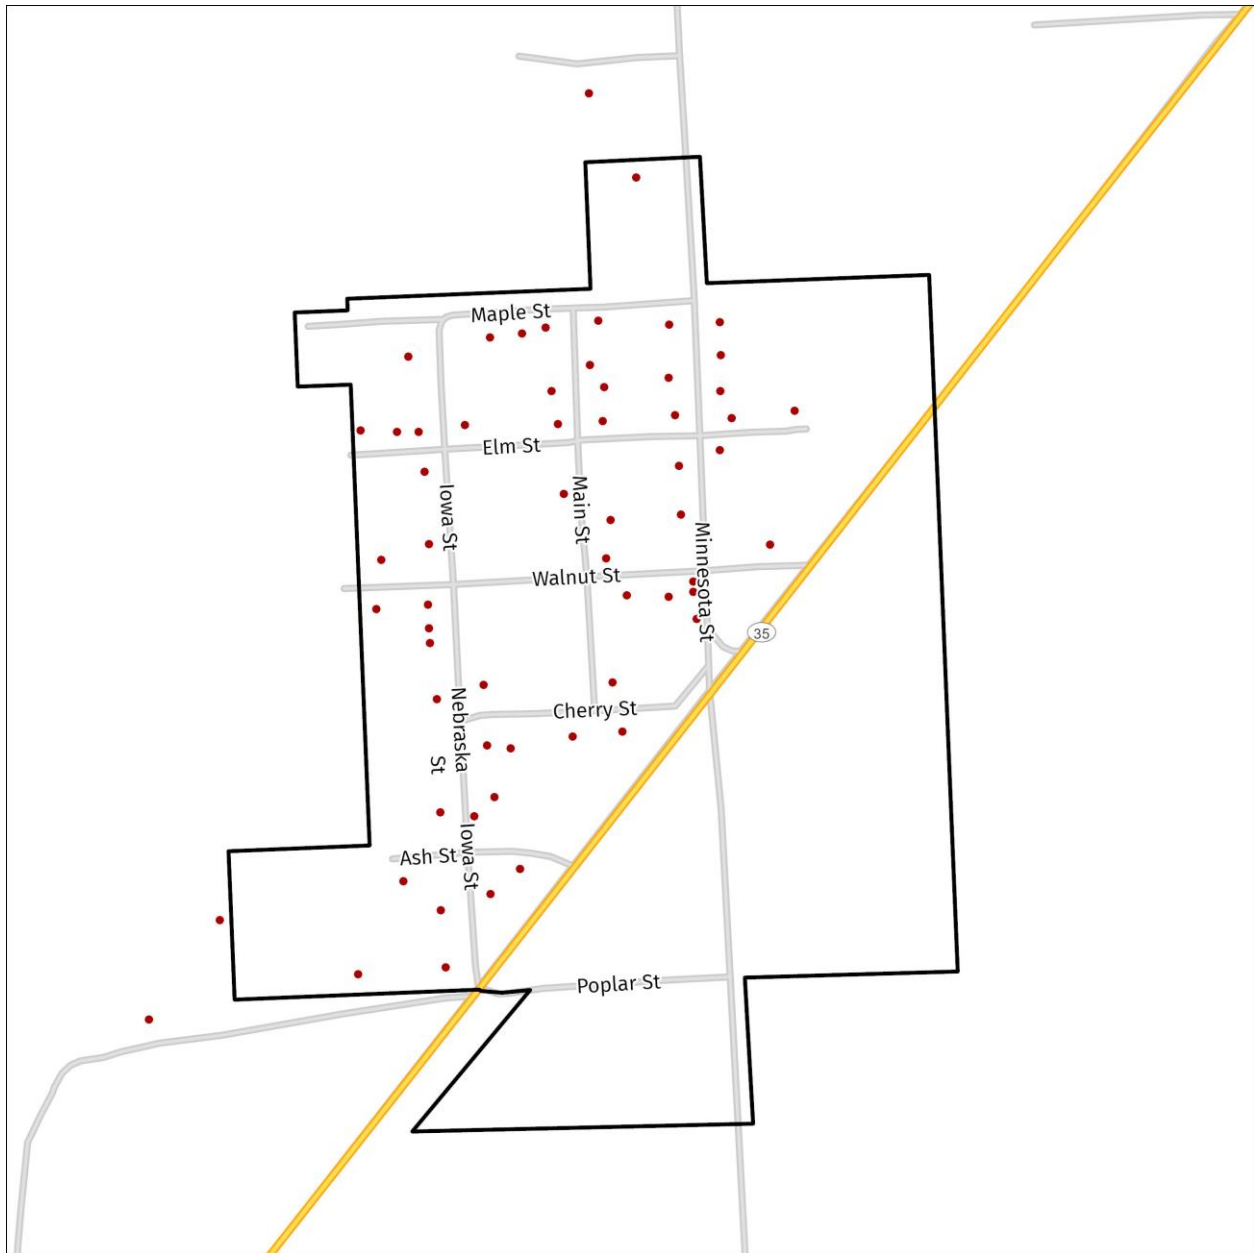 Maple St
Elm St
Iowa St
Main St
Minnesota St
Walnut St
35
Nebraska
St
Cherry St
Iowa St
Ash St
Poplar St